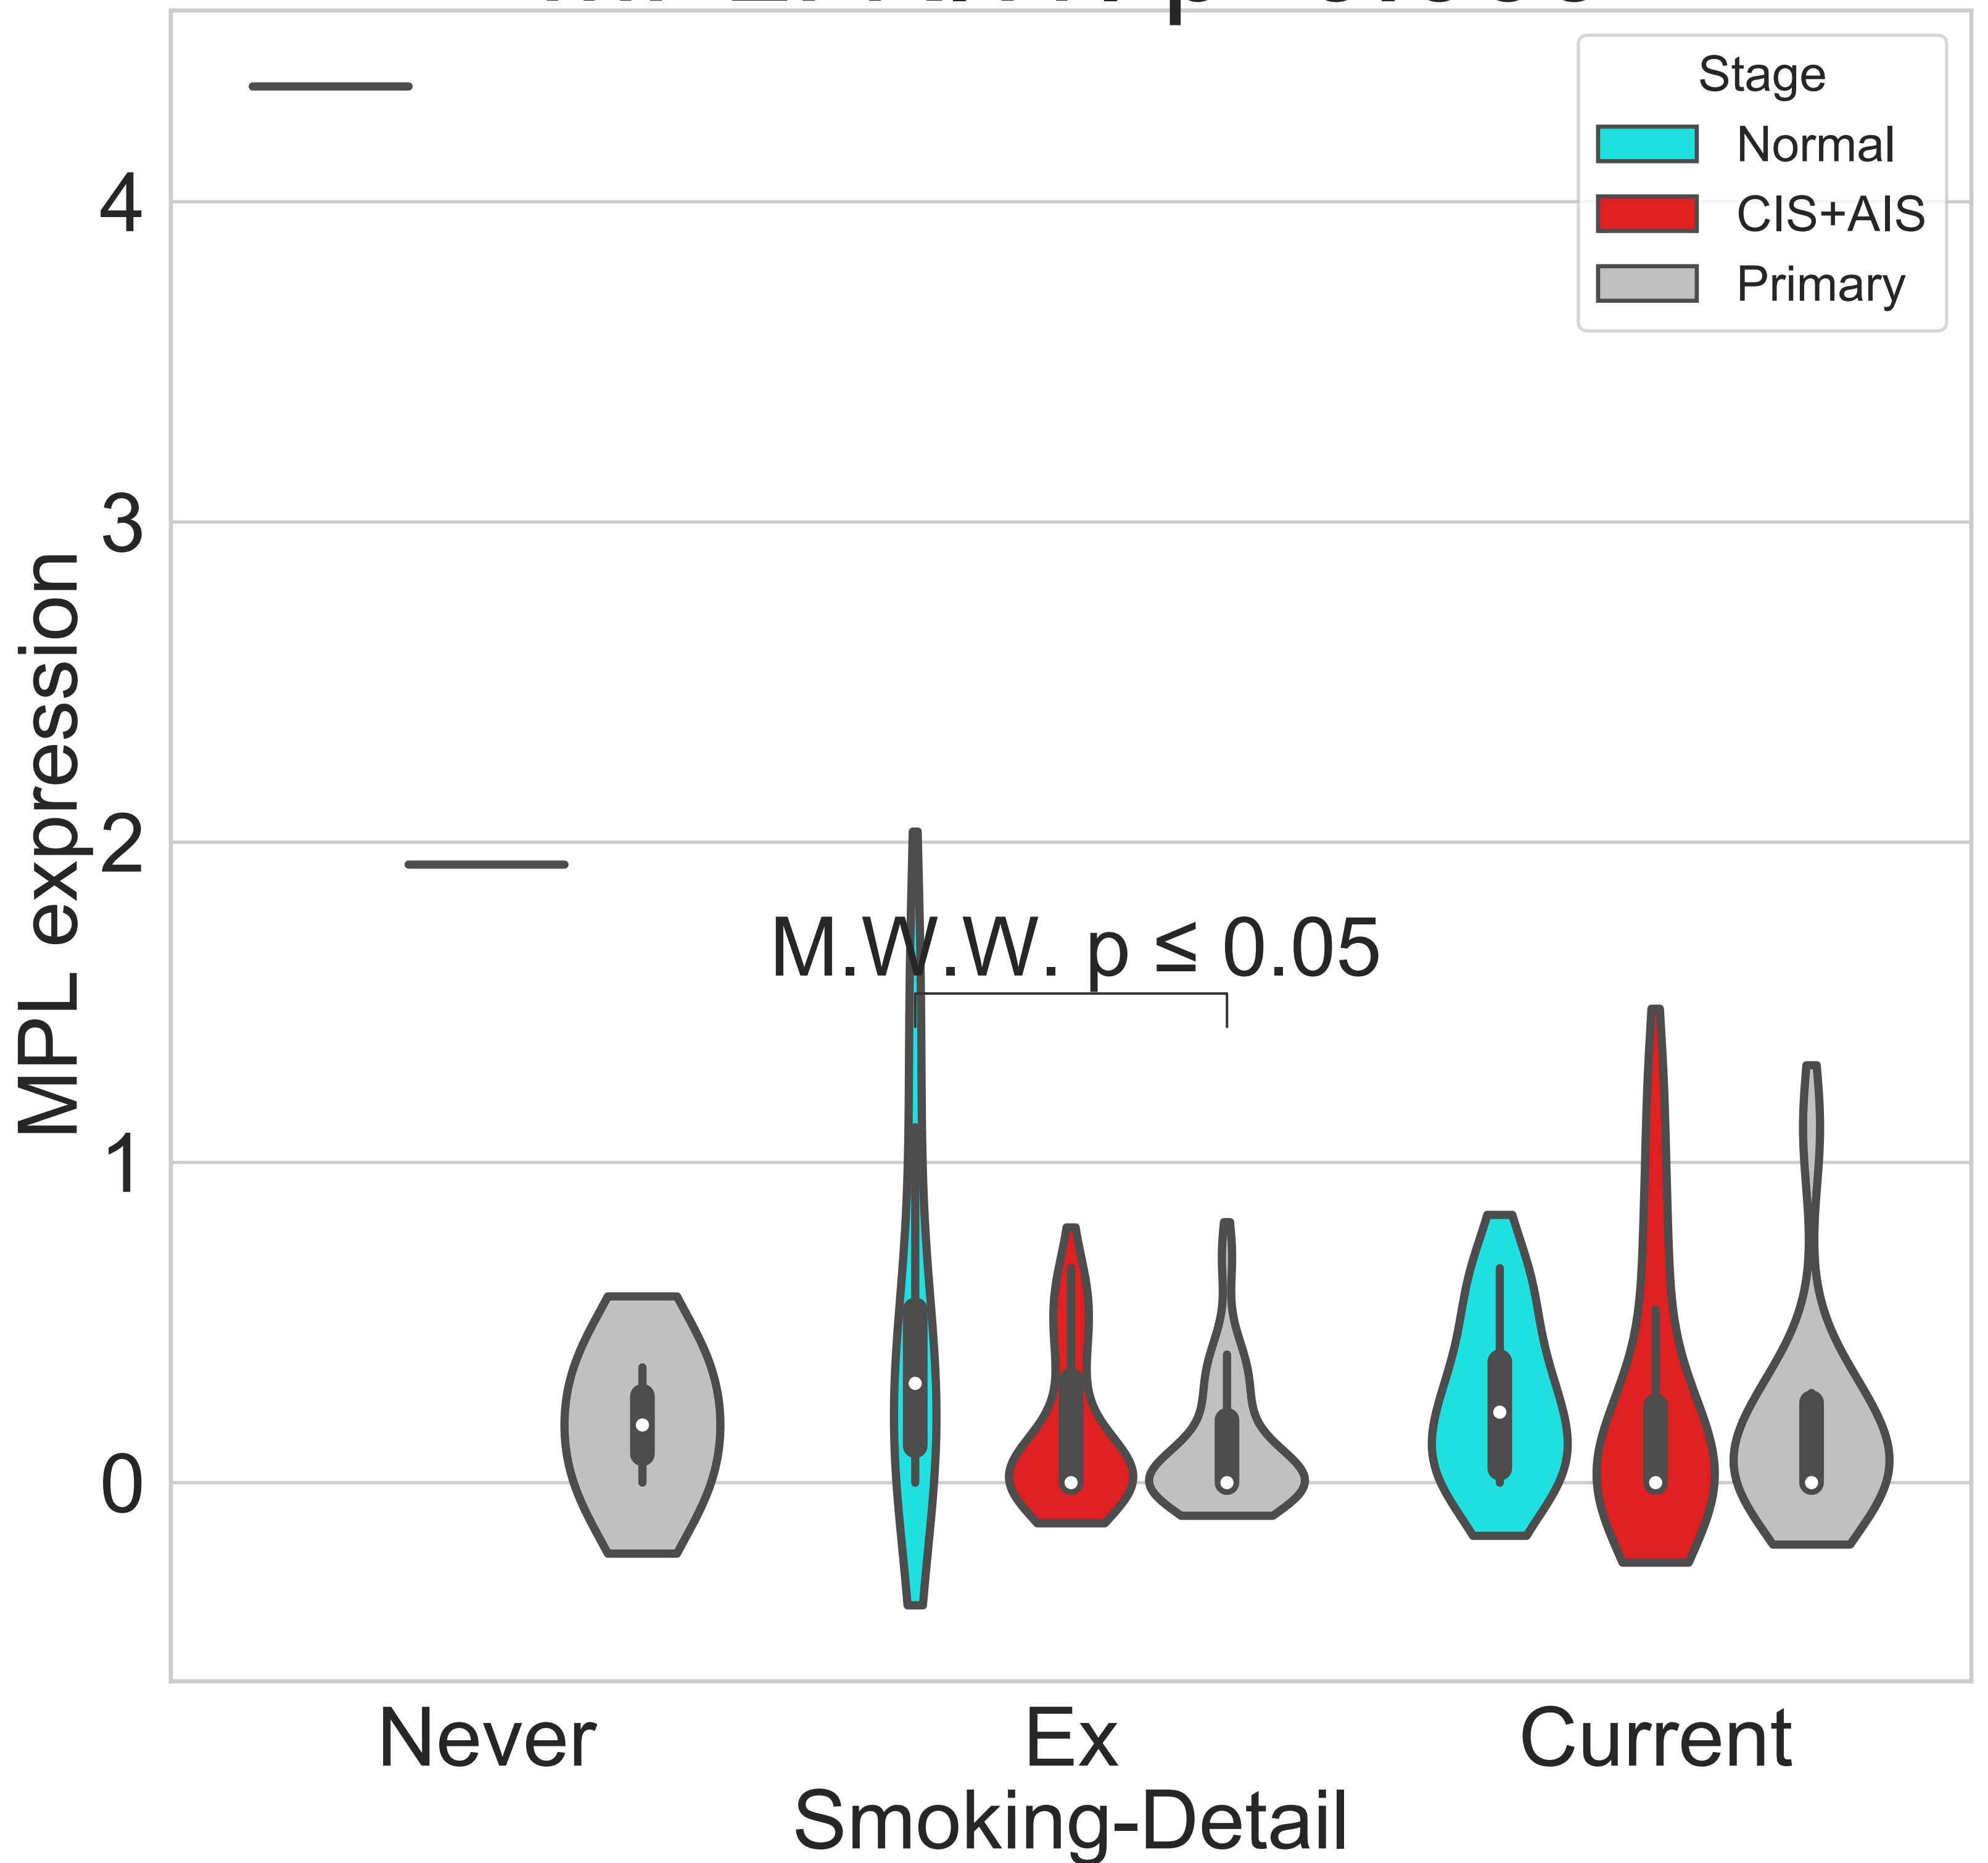 Stage
Normal
CIS+AIS
Primary
4
3
2
1
0
MPL expression
M.W.W. p ≤ 0.05
Never
Ex
Current
Smoking-Detail